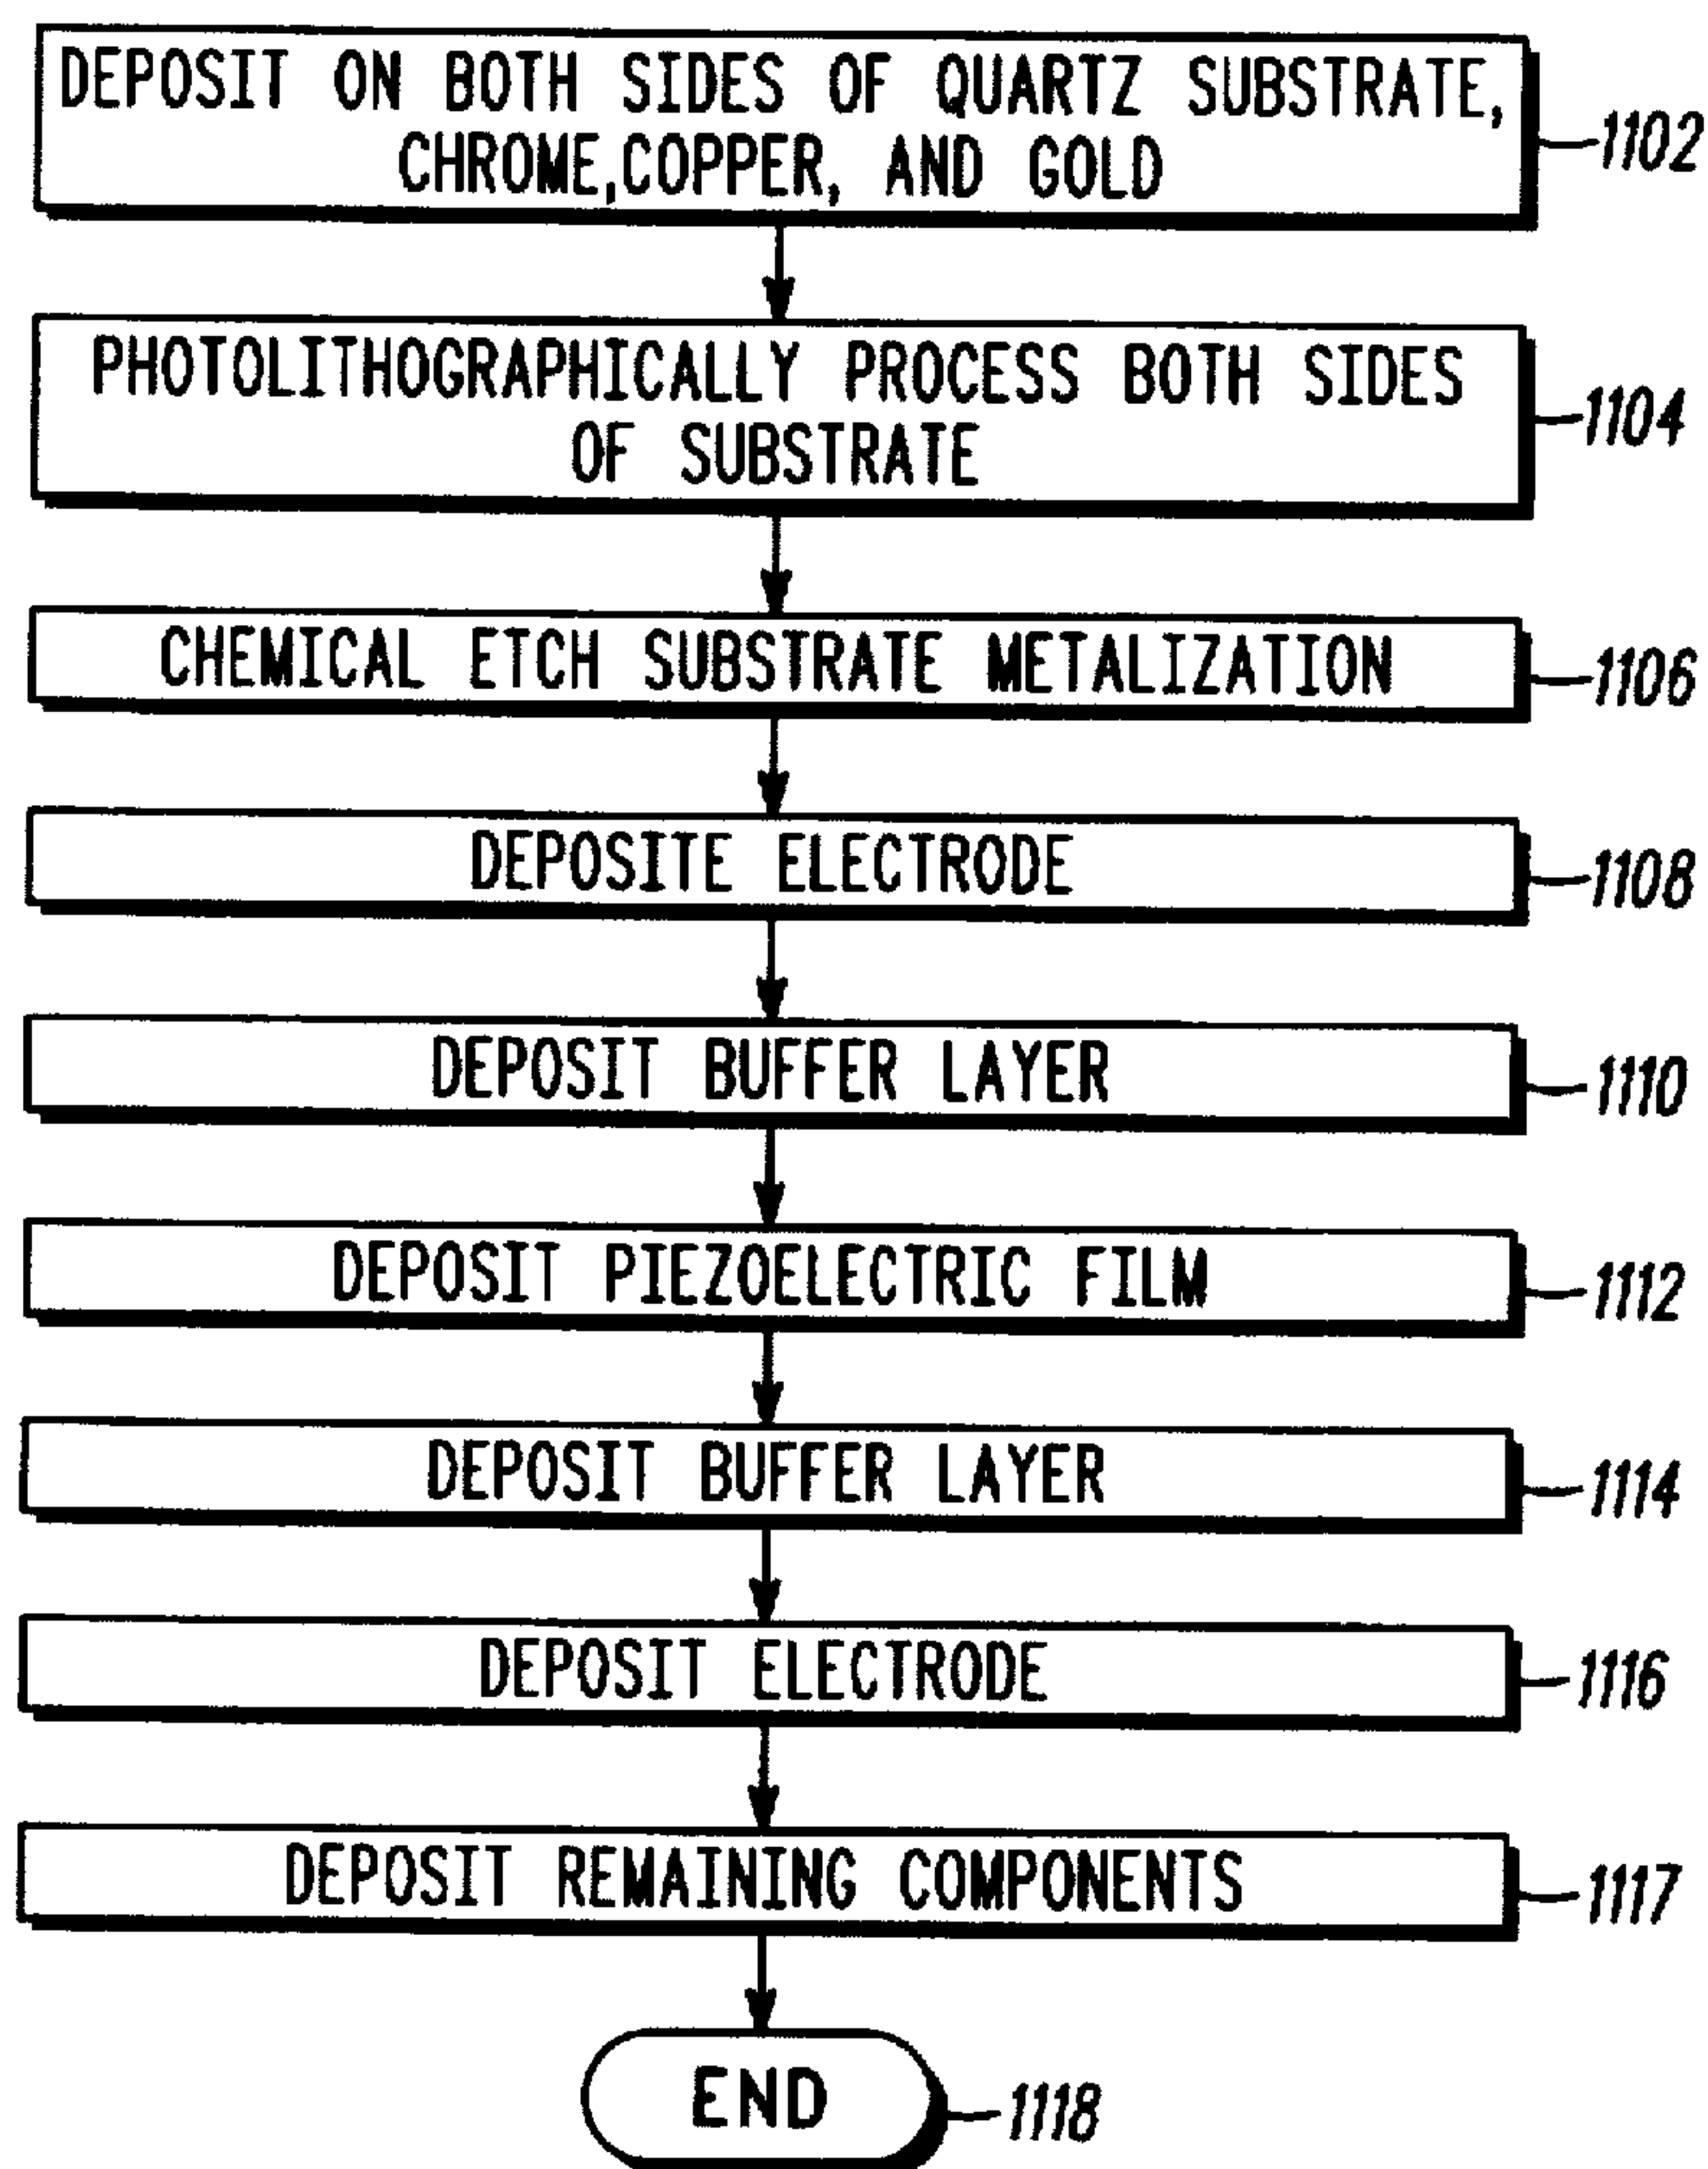 DEPOSIT ON BOTH SIDES OF QUARTZ SUBSTRATE,
CHROME,COPPER, AND GOLD
1102
PHOTOLITHOGRAPHICALLY PROCESS BOTH SIDES
OF SUBSTRATE
1104
CHEMICAL ETCH SUBSTRATE METALIZATION
1106
DEPOSITE ELECTRODE
1108
DEPOSIT BUFFER LAYER
1110
DEPOSIT PIEZOELECTRIC FILM
1112
DEPOSIT BUFFER LAYER
1114
DEPOSIT ELECTRODE
1116
DEPOSIT REMAINING COMPONENTS
1117
END
1118